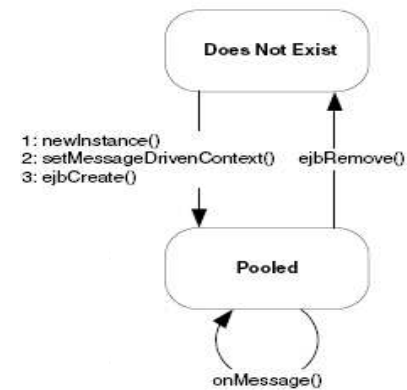 Does Not Exist
1: newInstance()
2: setMessageDrivenContext()
3: ejbCreate()
ejbRemove()
Pooled
onMessage()